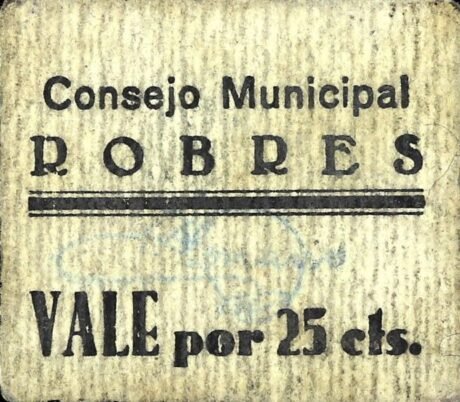 Consejo Municipal
ROBRES
VALE por 25 cts.